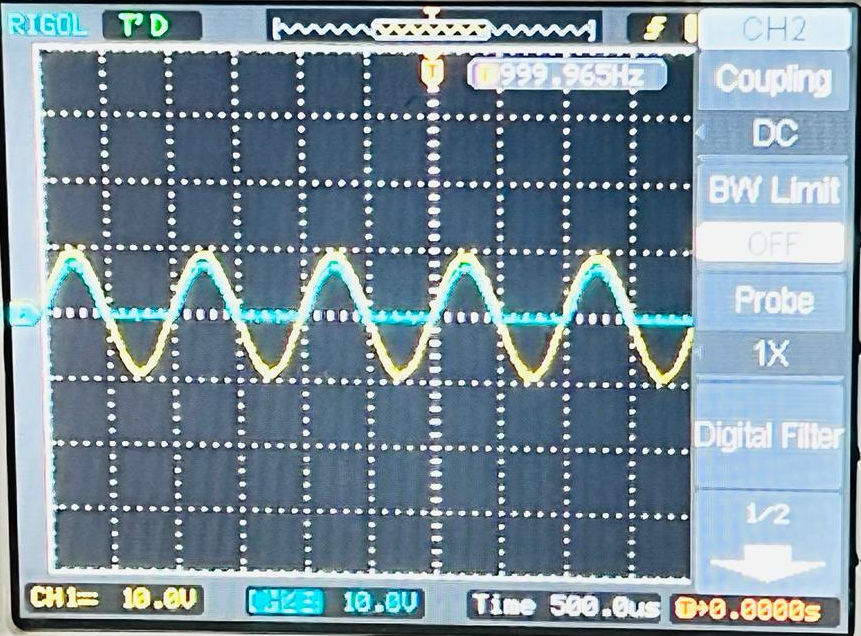 RIGOL T'D
T 999.965Hz
CH2
Coupling
DC
BW Limit
OFF
Probe
1X
Digital Filter
1/2
CH1= 10.0V CH2= 10.0V Time 500.0us T→0.0000s